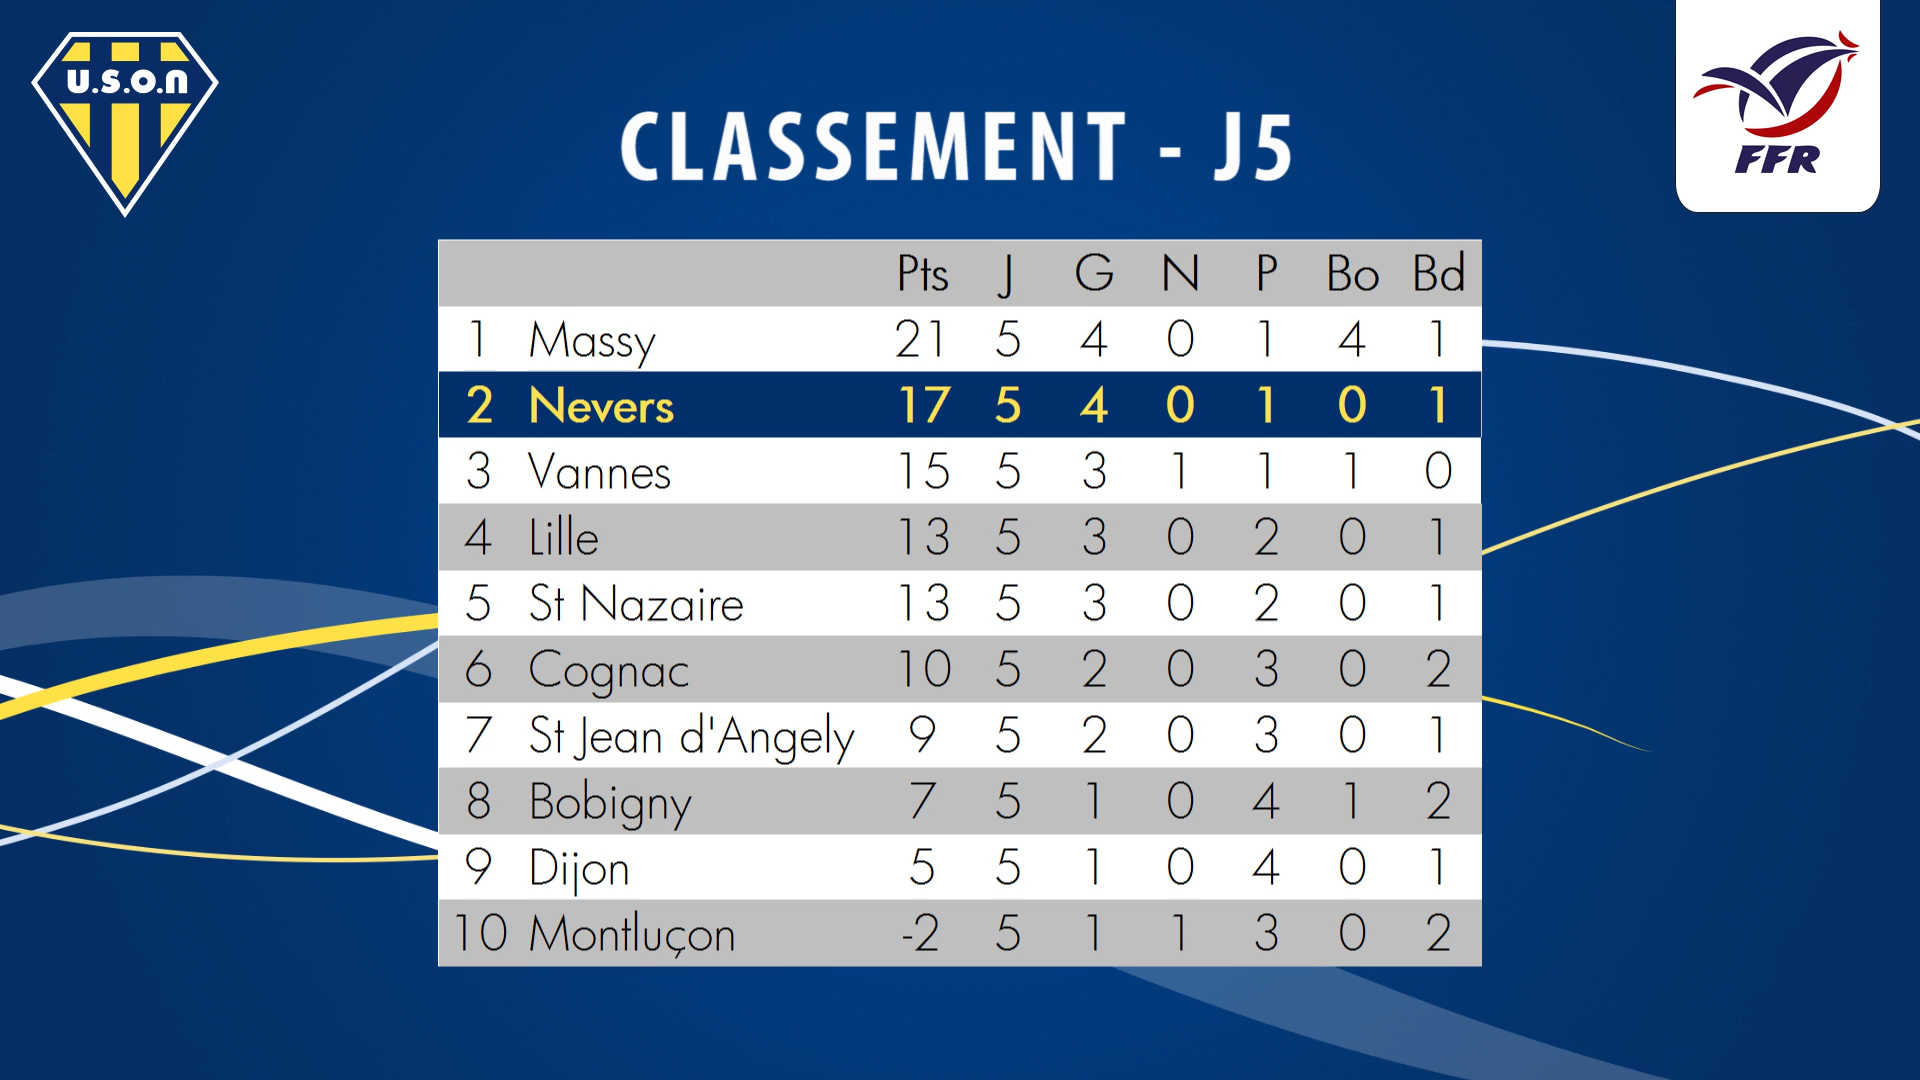 U.S.O.n
FFR
CLASSEMENT - J5
Pts J G N P Bo Bd
1 Massy 21 5 4 0 1 4 1
2 Nevers 17 5 4 0 1 0 1
3 Vannes 15 5 3 1 1 1 0
4 Lille 13 5 3 0 2 0 1
5 St Nazaire 13 5 3 0 2 0 1
6 Cognac 10 5 2 0 3 0 2
7 St Jean d'Angely 9 5 2 0 3 0 1
8 Bobigny 7 5 1 0 4 1 2
9 Dijon 5 5 1 0 4 0 1
10 Montluçon -2 5 1 1 3 0 2